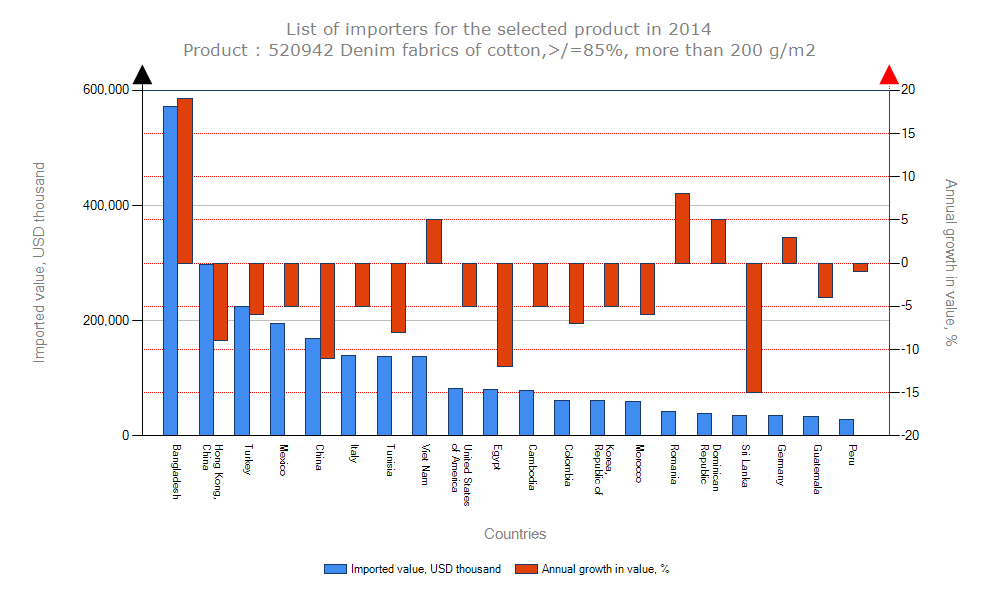 List of importers for the selected product in 2014
Product : 520942 Denim fabrics of cotton,>/=85%, more than 200 g/m2
600,000
400,000
200,000
0
Imported value, USD thousand
20
15
10
5
0
-5
-10
-15
-20
Annual growth in value, %
Bangladesh
Hong Kong,
China
Turkey
Mexico
China
Italy
Tunisia
Viet Nam
United States
of America
Egypt
Cambodia
Colombia
Korea,
Republic of
Morocco
Romania
Dominican
Republic
Sri Lanka
Germany
Guatemala
Peru
Countries
Imported value, USD thousand
Annual growth in value, %